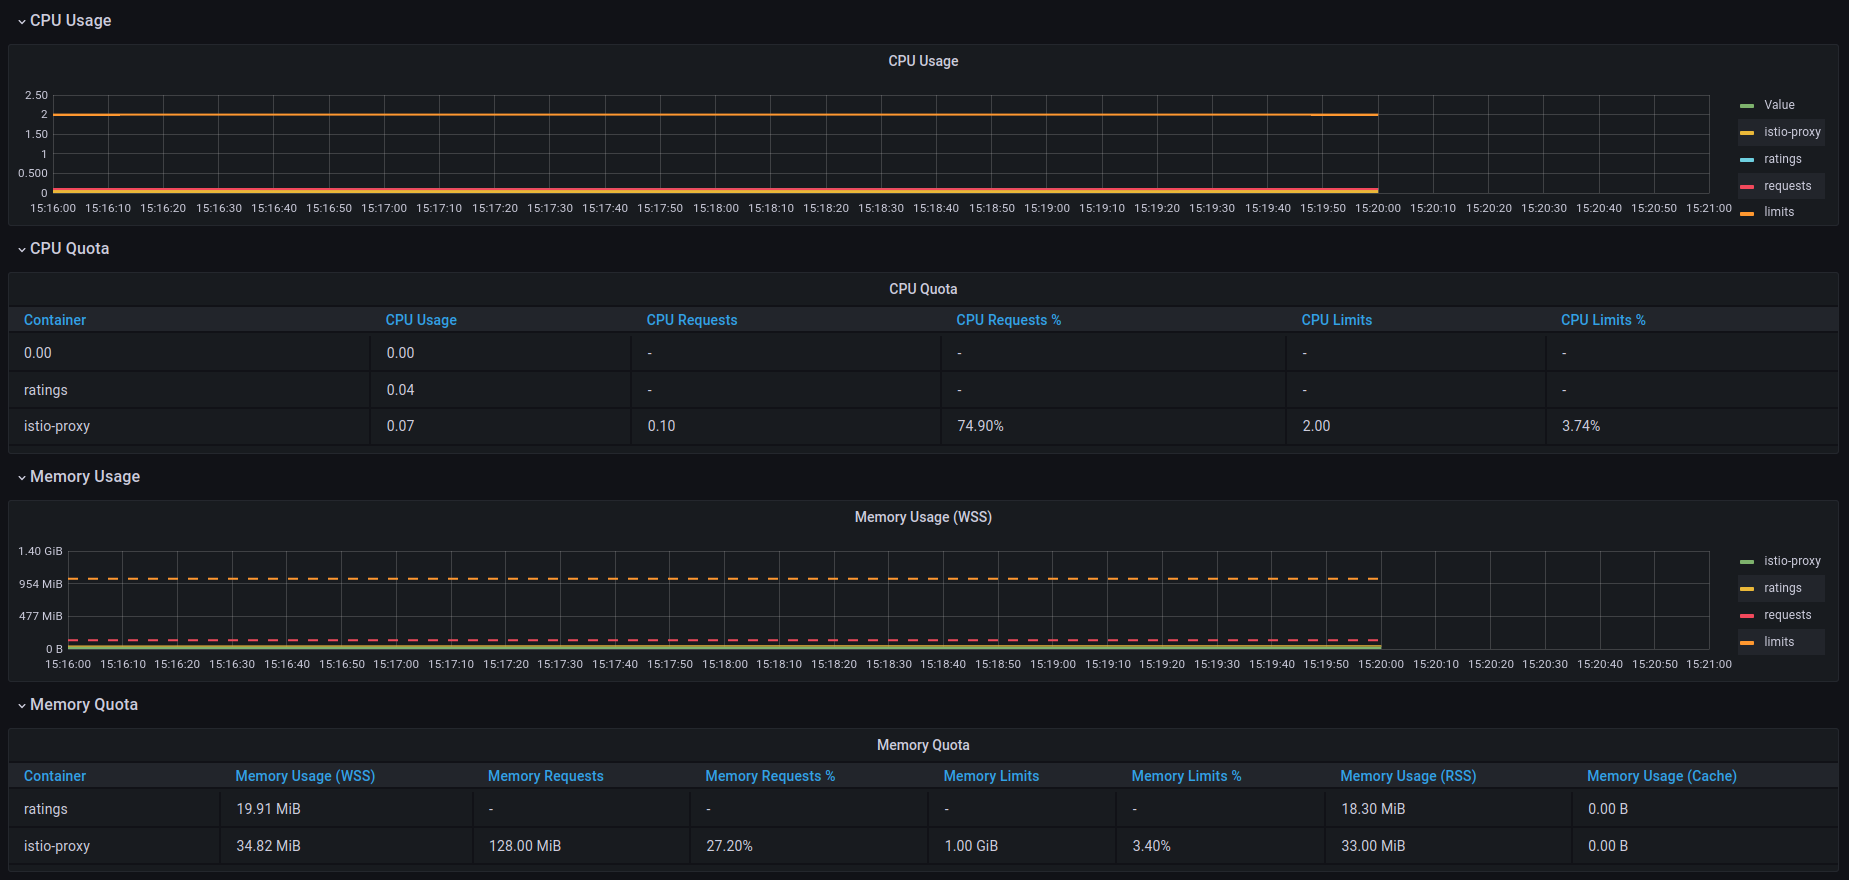 CPU Usage
CPU Usage
2.50
2
1.50
1
0.500
0
15:16:00 15:16:10 15:16:20 15:16:30 15:16:40 15:16:50 15:17:00 15:17:10 15:17:20 15:17:30 15:17:40 15:17:50 15:18:00 15:18:10 15:18:20 15:18:30 15:18:40 15:18:50 15:19:00 15:19:10 15:19:20 15:19:30 15:19:40 15:19:50 15:20:00 15:20:10 15:20:20 15:20:30 15:20:40 15:20:50 15:21:00
Value
istio-proxy
ratings
requests
limits
CPU Quota
CPU Quota
Container CPU Usage CPU Requests CPU Requests % CPU Limits CPU Limits %
0.00 0.00 - - - -
ratings 0.04 - - - -
istio-proxy 0.07 0.10 74.90% 2.00 3.74%
Memory Usage
Memory Usage (WSS)
1.40 GiB
954 MiB
477 MiB
0 B
15:16:00 15:16:10 15:16:20 15:16:30 15:16:40 15:16:50 15:17:00 15:17:10 15:17:20 15:17:30 15:17:40 15:17:50 15:18:00 15:18:10 15:18:20 15:18:30 15:18:40 15:18:50 15:19:00 15:19:10 15:19:20 15:19:30 15:19:40 15:19:50 15:20:00 15:20:10 15:20:20 15:20:30 15:20:40 15:20:50 15:21:00
istio-proxy
ratings
requests
limits
Memory Quota
Memory Quota
Container Memory Usage (WSS) Memory Requests Memory Requests % Memory Limits Memory Limits % Memory Usage (RSS) Memory Usage (Cache)
ratings 19.91 MiB - - - - 18.30 MiB 0.00 B
istio-proxy 34.82 MiB 128.00 MiB 27.20% 1.00 GiB 3.40% 33.00 MiB 0.00 B